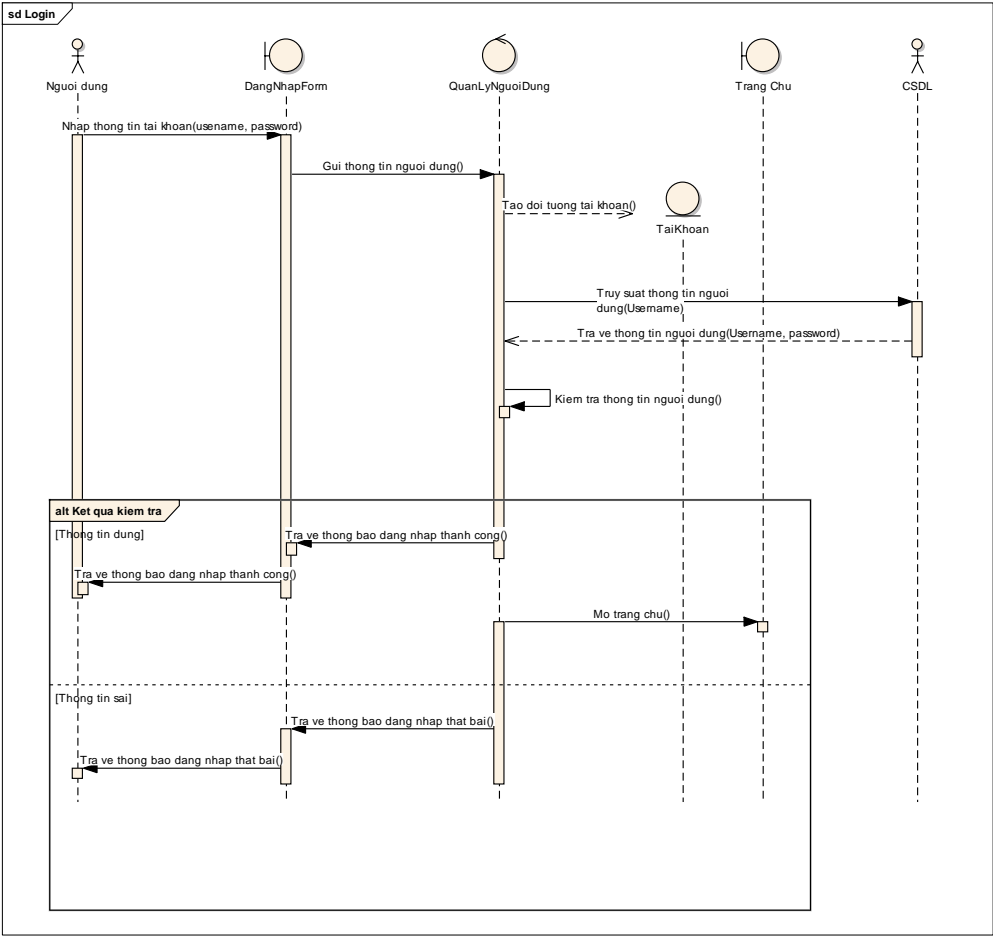 sd Login
Nguoi dung
DangNhapForm
QuanLyNguoiDung
Trang Chu
CSDL
Nhap thong tin tai khoan(usename, password)
Gui thong tin nguoi dung()
Tao doi tuong tai khoan()
TaiKhoan
Truy suat thong tin nguoi
dung(Username)
Tra ve thong tin nguoi dung(Username, password)
Kiem tra thong tin nguoi dung()
alt Ket qua kiem tra
[Thong tin dung]
Tra ve thong bao dang nhap thanh cong()
Tra ve thong bao dang nhap thanh cong()
Mo trang chu()
[Thong tin sai]
Tra ve thong bao dang nhap that bai()
Tra ve thong bao dang nhap that bai()